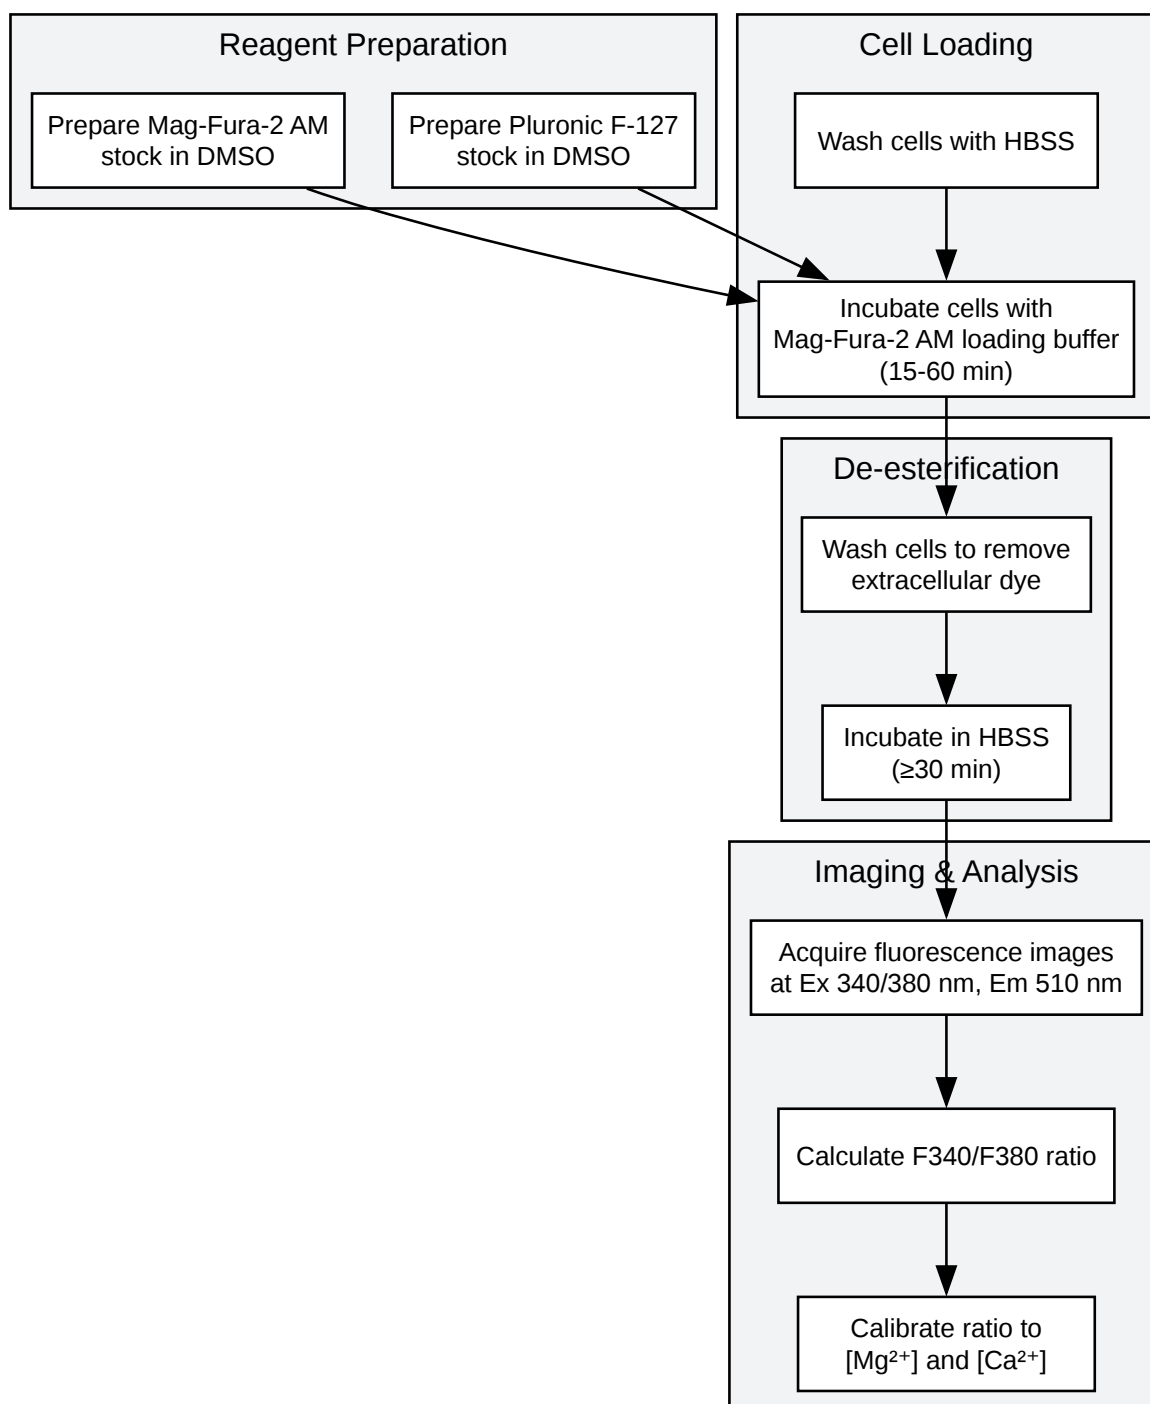 Reagent Preparation
Prepare Mag-Fura-2 AM
stock in DMSO
Prepare Pluronic F-127
stock in DMSO
Cell Loading
Wash cells with HBSS
Incubate cells with
Mag-Fura-2 AM loading buffer
(15-60 min)
De-esterification
Wash cells to remove
extracellular dye
Incubate in HBSS
(≥30 min)
Imaging & Analysis
Acquire fluorescence images
at Ex 340/380 nm, Em 510 nm
Calculate F340/F380 ratio
Calibrate ratio to
[Mg²⁺] and [Ca²⁺]